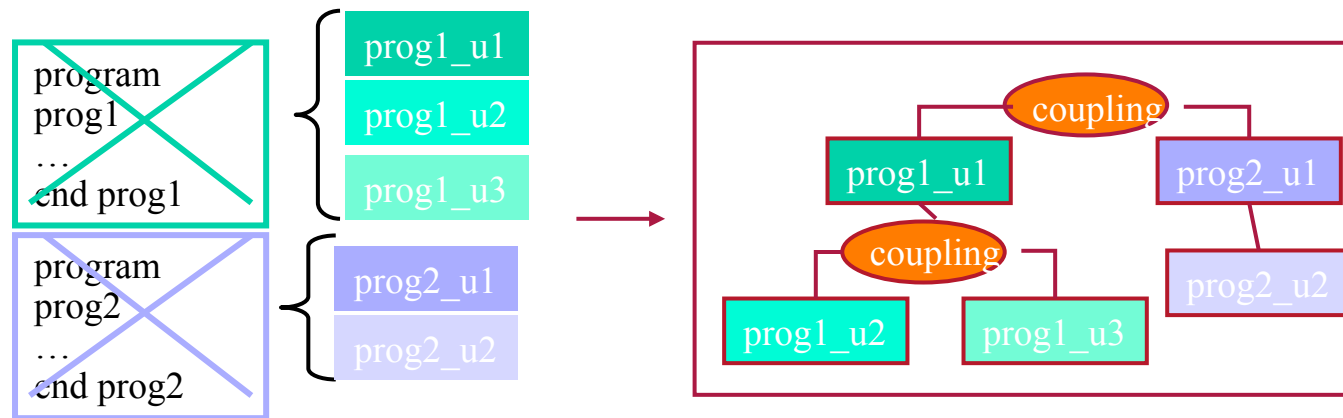 program
prog1
…
end prog1
program
prog2
…
end prog2
prog1_u1
prog1_u2
prog1_u3
prog2_u1
prog2_u2
coupling
prog1_u1
prog2_u1
coupling
prog2_u2
prog1_u2
prog1_u3